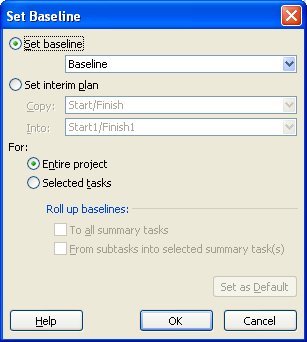 Set Baseline
Set baseline
Baseline
Set interim plan
Copy: Start/Finish
Into: Start1/Finish1
For:
Entire project
Selected tasks
Roll up baselines:
To all summary tasks
From subtasks into selected summary task(s)
Set as Default
Help OK Cancel